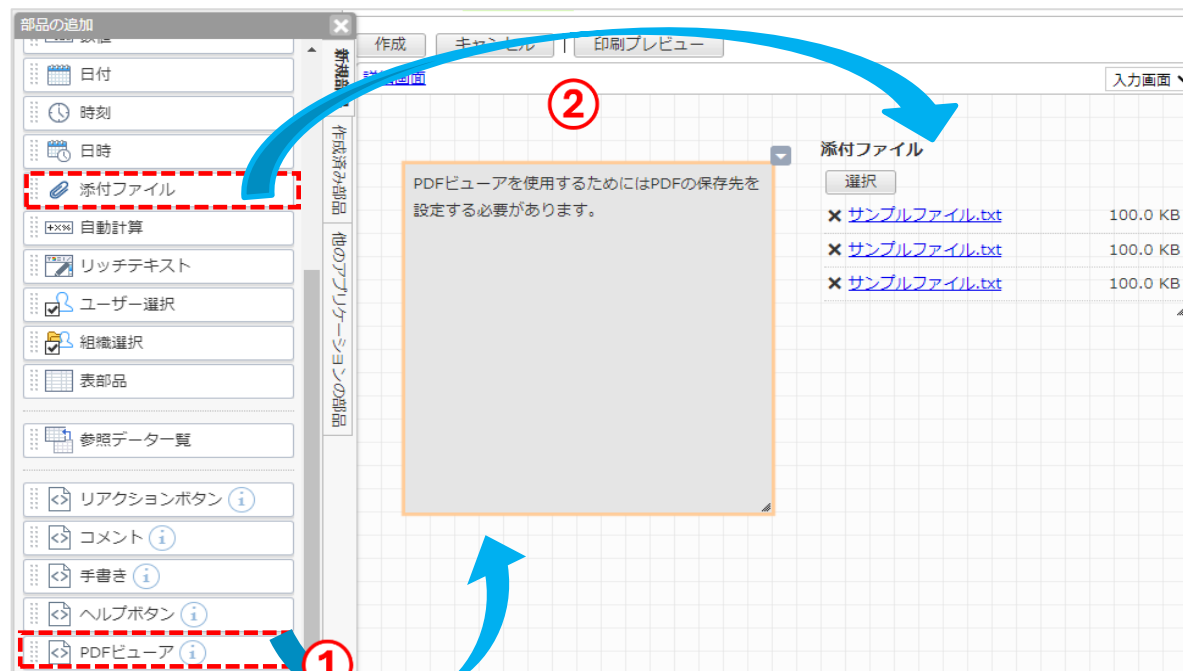 部品の追加
日付
時刻
日時
添付ファイル
自動計算
リッチテキスト
ユーザー選択
組織選択
表部品
参照データ一覧
リアクションボタン
コメント
手書き
ヘルプボタン
PDFビューア
①
作成済み部品
他のアプリケーションの部品
作成
キャンセル
印刷プレビュー
入力画面
②
PDFビューアを使用するためにはPDFの保存先を
設定する必要があります。
添付ファイル
選択
サンプルファイル.txt 100.0 KB
サンプルファイル.txt 100.0 KB
サンプルファイル.txt 100.0 KB